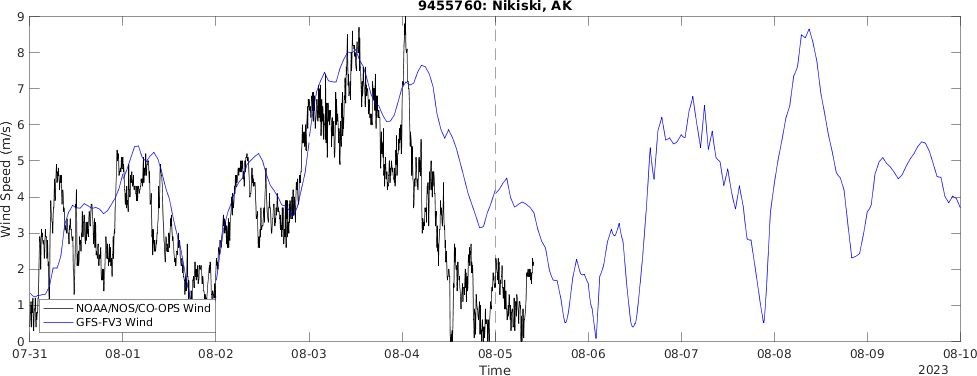 9455760: Nikiski, AK
Wind Speed (m/s)
9
8
7
6
5
4
3
2
1
0
NOAA/NOS/CO-OPS Wind
GFS-FV3 Wind
07-31 08-01 08-02 08-03 08-04 08-05 08-06 08-07 08-08 08-09 08-10
Time
2023